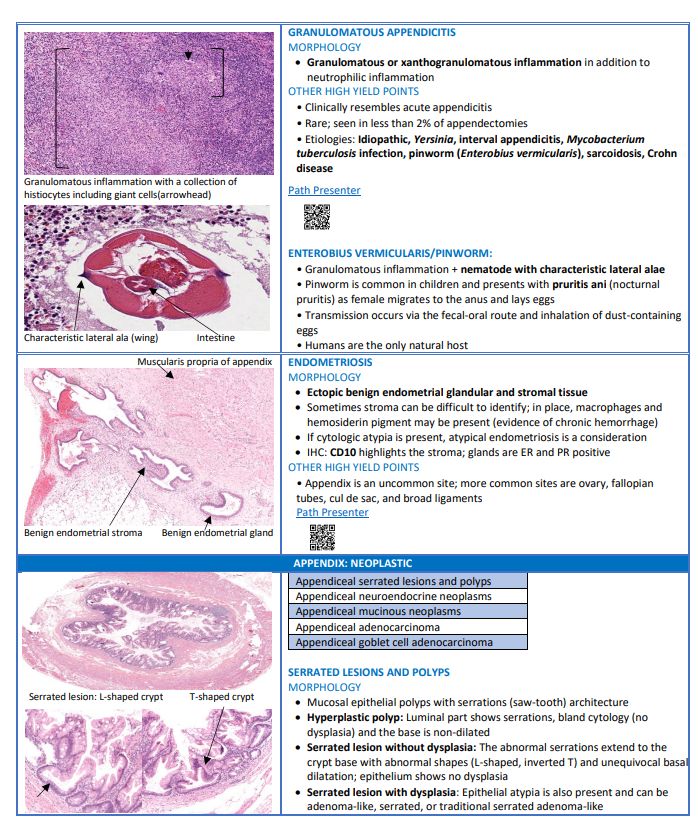 GRANULOMATOUS APPENDICITIS
MORPHOLOGY
• Granulomatous or xanthogranulomatous inflammation in addition to
neutrophilic inflammation
OTHER HIGH YIELD POINTS
• Clinically resembles acute appendicitis
• Rare; seen in less than 2% of appendectomies
• Etiologies: Idiopathic, Yersinia, interval appendicitis, Mycobacterium
tuberculosis infection, pinworm (Enterobius vermicularis), sarcoidosis, Crohn
disease
Path Presenter
Granulomatous inflammation with a collection of
histiocytes including giant cells(arrowhead)
ENTEROBIUS VERMICULARIS/PINWORM:
• Granulomatous inflammation + nematode with characteristic lateral alae
• Pinworm is common in children and presents with pruritis ani (nocturnal
pruritis) as female migrates to the anus and lays eggs
• Transmission occurs via the fecal-oral route and inhalation of dust-containing
eggs
• Humans are the only natural host
Characteristic lateral ala (wing) Intestine
Muscularis propria of appendix
ENDOMETRIOSIS
MORPHOLOGY
• Ectopic benign endometrial glandular and stromal tissue
• Sometimes stroma can be difficult to identify; in place, macrophages and
hemosiderin pigment may be present (evidence of chronic hemorrhage)
• If cytologic atypia is present, atypical endometriosis is a consideration
• IHC: CD10 highlights the stroma; glands are ER and PR positive
OTHER HIGH YIELD POINTS
• Appendix is an uncommon site; more common sites are ovary, fallopian
tubes, cul de sac, and broad ligaments
Path Presenter
Benign endometrial stroma Benign endometrial gland
APPENDIX: NEOPLASTIC
Appendiceal serrated lesions and polyps
Appendiceal neuroendocrine neoplasms
Appendiceal mucinous neoplasms
Appendiceal adenocarcinoma
Appendiceal goblet cell adenocarcinoma
Serrated lesion: L-shaped crypt T-shaped crypt
SERRATED LESIONS AND POLYPS
MORPHOLOGY
• Mucosal epithelial polyps with serrations (saw-tooth) architecture
• Hyperplastic polyp: Luminal part shows serrations, bland cytology (no
dysplasia) and the base is non-dilated
• Serrated lesion without dysplasia: The abnormal serrations extend to the
crypt base with abnormal shapes (L-shaped, inverted T) and unequivocal basal
dilatation; epithelium shows no dysplasia
• Serrated lesion with dysplasia: Epithelial atypia is also present and can be
adenoma-like, serrated, or traditional serrated adenoma-like